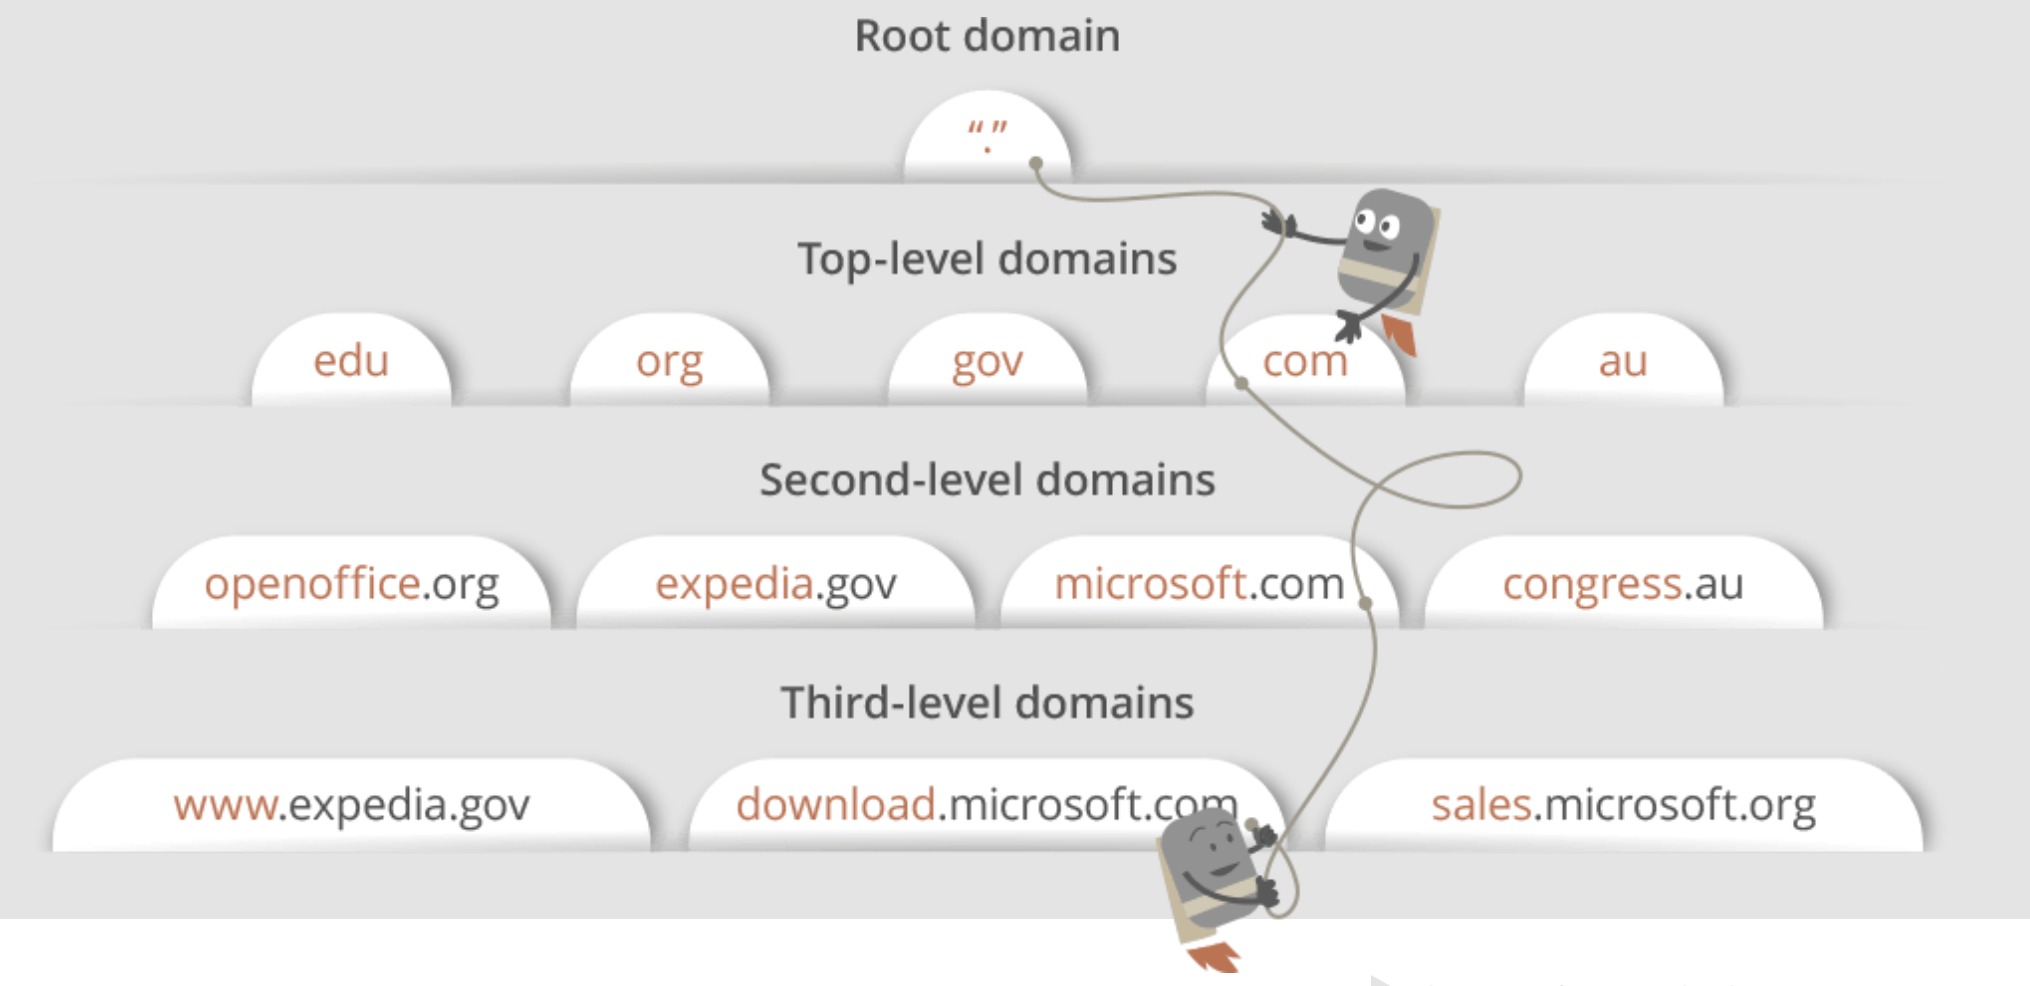 Root domain
“.”
Top-level domains
edu org gov com au
Second-level domains
openoffice.org expedia.gov microsoft.com congress.au
Third-level domains
www.expedia.gov download.microsoft.com sales.microsoft.org